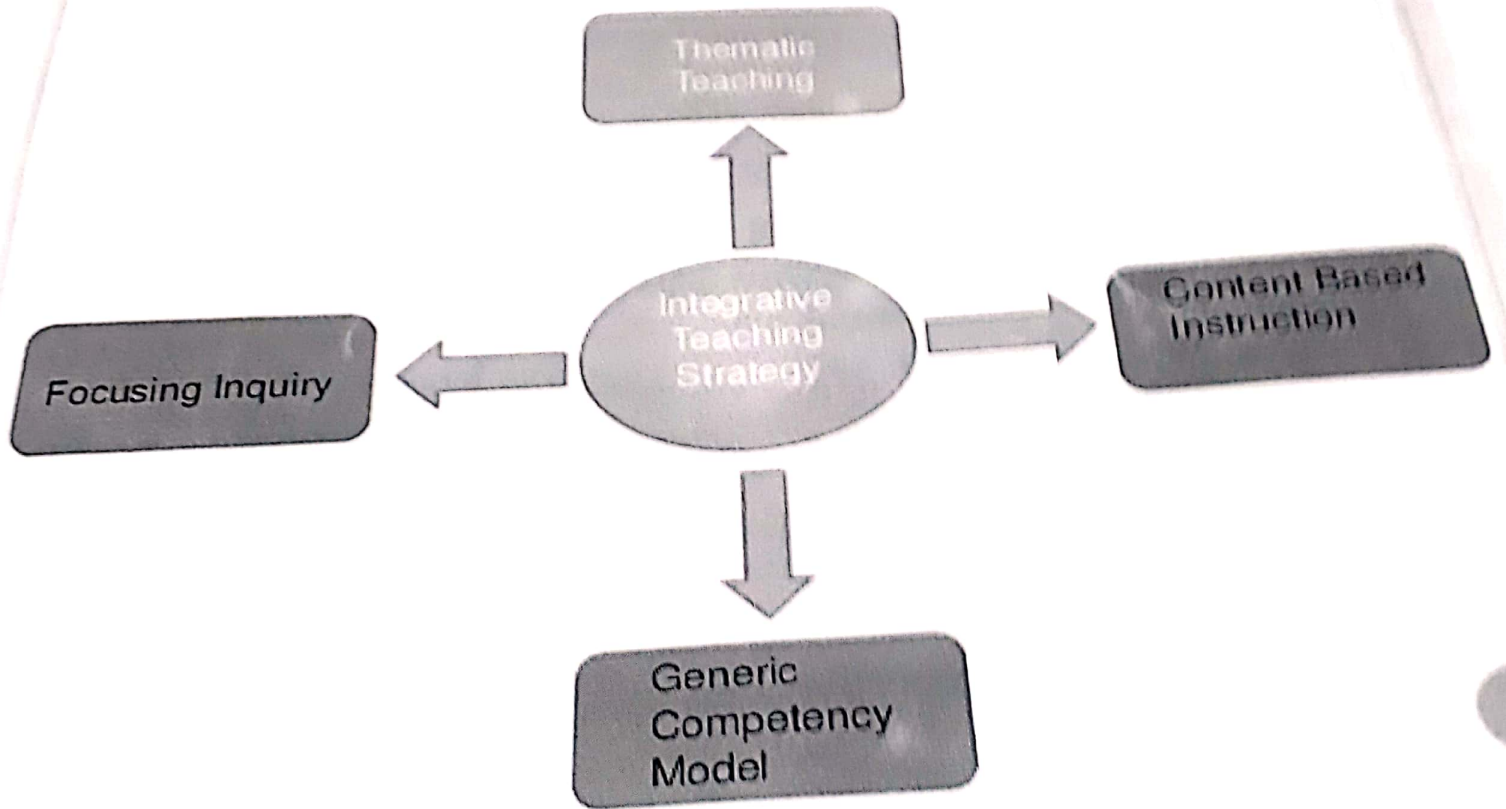 Thematic
Teaching
Integrative
Teaching
Strategy
Content Based
Instruction
Focusing Inquiry
Generic
Competency
Model